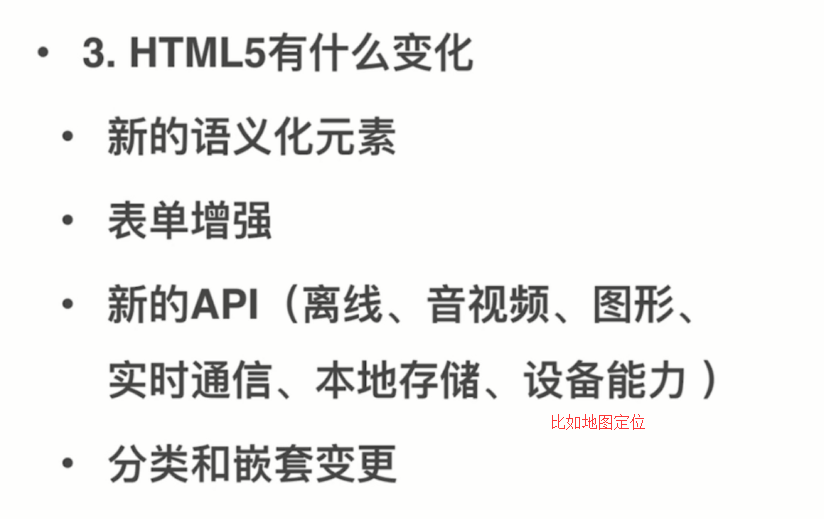 • 3. HTML5有什么变化
• 新的语义化元素
• 表单增强
• 新的API（离线、音视频、图形、
实时通信、本地存储、设备能力 ）
比如地图定位
• 分类和嵌套变更